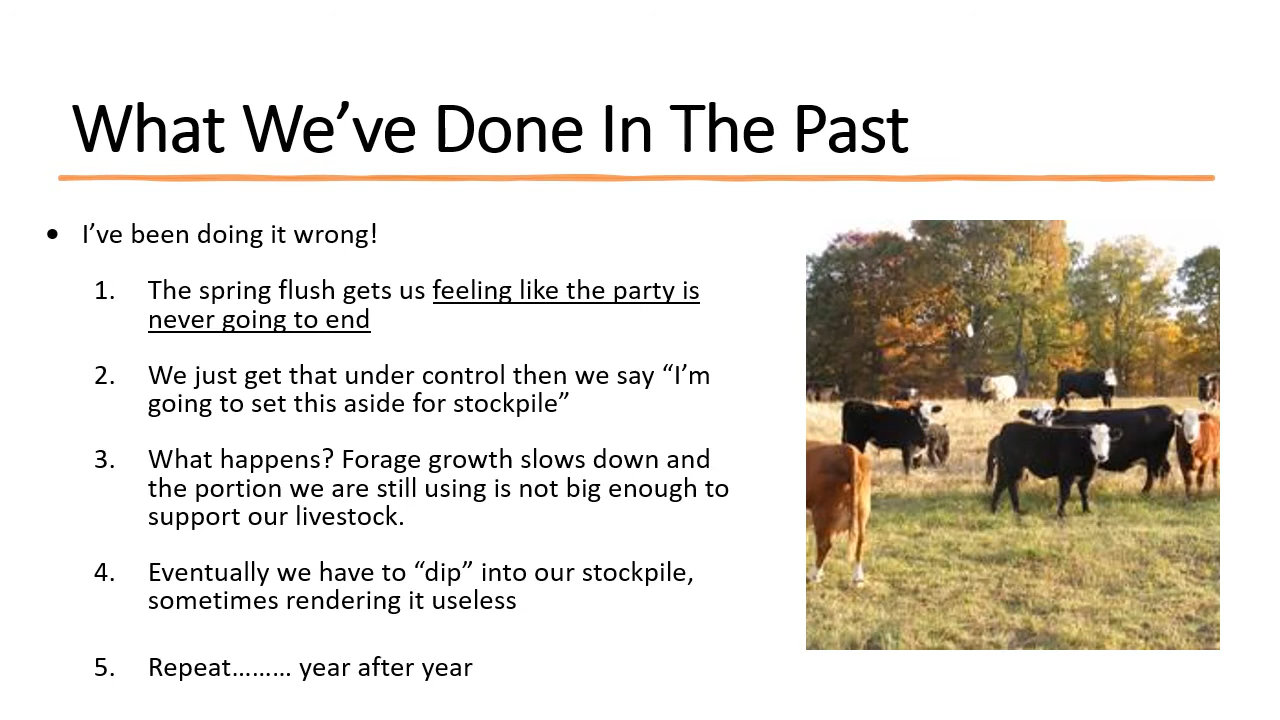 What We’ve Done In The Past
• I’ve been doing it wrong!
1. The spring flush gets us feeling like the party is
never going to end
2. We just get that under control then we say “I’m
going to set this aside for stockpile”
3. What happens? Forage growth slows down and
the portion we are still using is not big enough to
support our livestock.
4. Eventually we have to “dip” into our stockpile,
sometimes rendering it useless
5. Repeat……… year after year